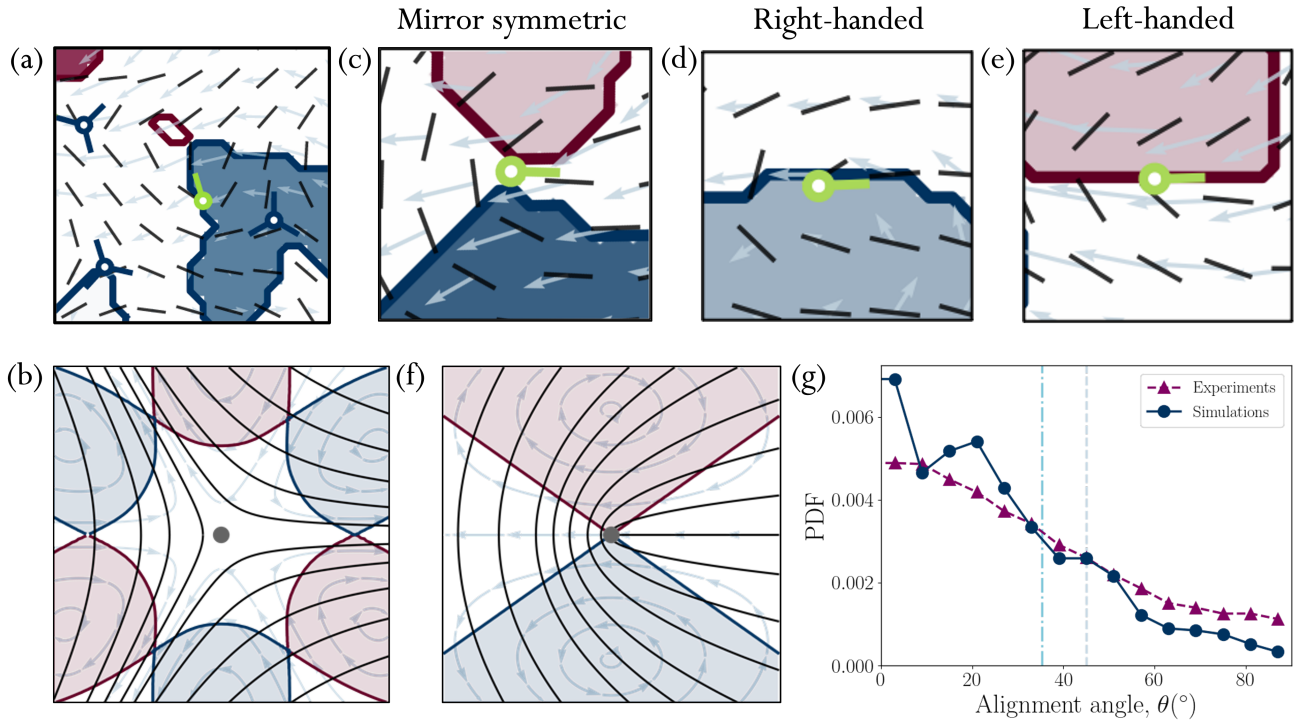 Mirror symmetric
Right-handed
Left-handed
(a)
(c)
(d)
(e)
(b)
(f)
(g)
Experiments
Simulations
PDF
0.006
0.004
0.002
0.000
0 20 40 60 80
Alignment angle, θ(°)